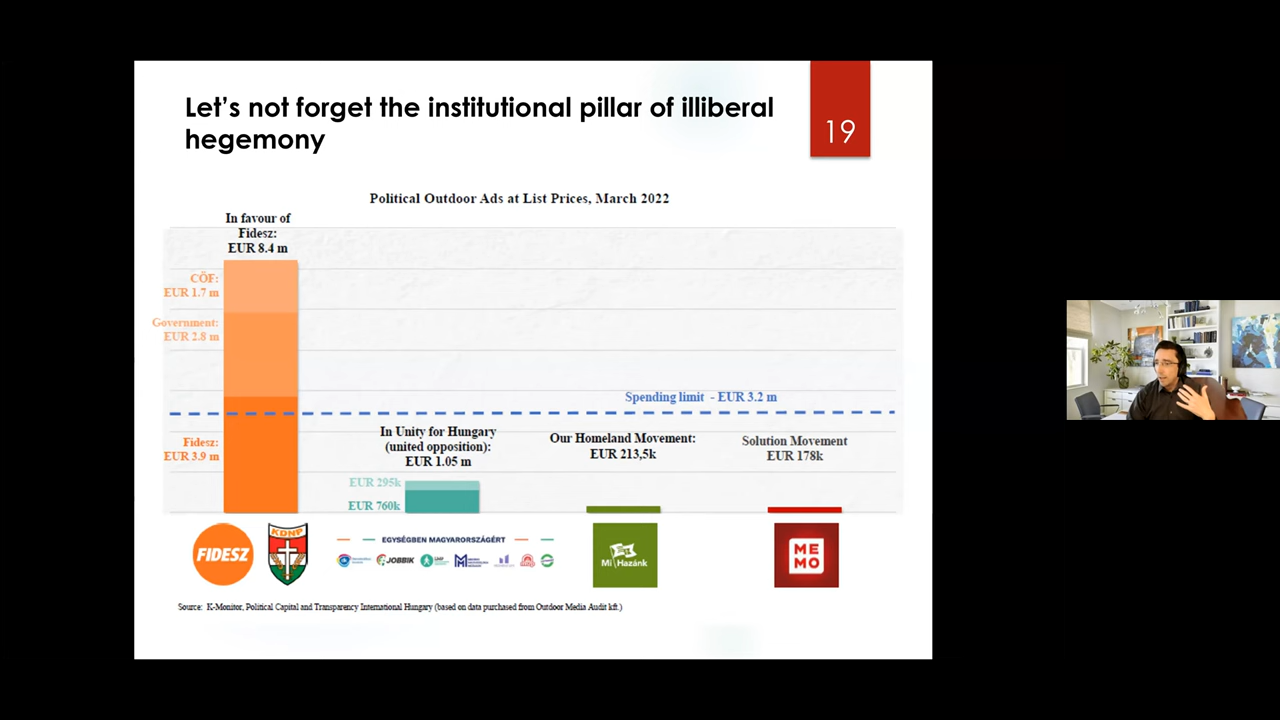 Let's not forget the institutional pillar of illiberal
hegemony
19
Political Outdoor Ads at List Prices, March 2022
In favour of
Fidesz:
EUR 8.4 m
CÖF:
EUR 1.7 m
Government:
EUR 2.8 m
Spending limit - EUR 3.2 m
Fidesz:
EUR 3.9 m
In Unity for Hungary
(united opposition):
EUR 1.05 m
EUR 295k
EUR 760k
Our Homeland Movement:
EUR 213,5k
Solution Movement
EUR 178k
FIDESZ
KDNP
EGYSÉGBEN MAGYARORSZÁGÉRT
JOBBIK
Mi Hazánk
ME
MO
Source: K-Monitor, Political Capital and Transparency International Hungary (based on data purchased from Outdoor Media Audit kft.)